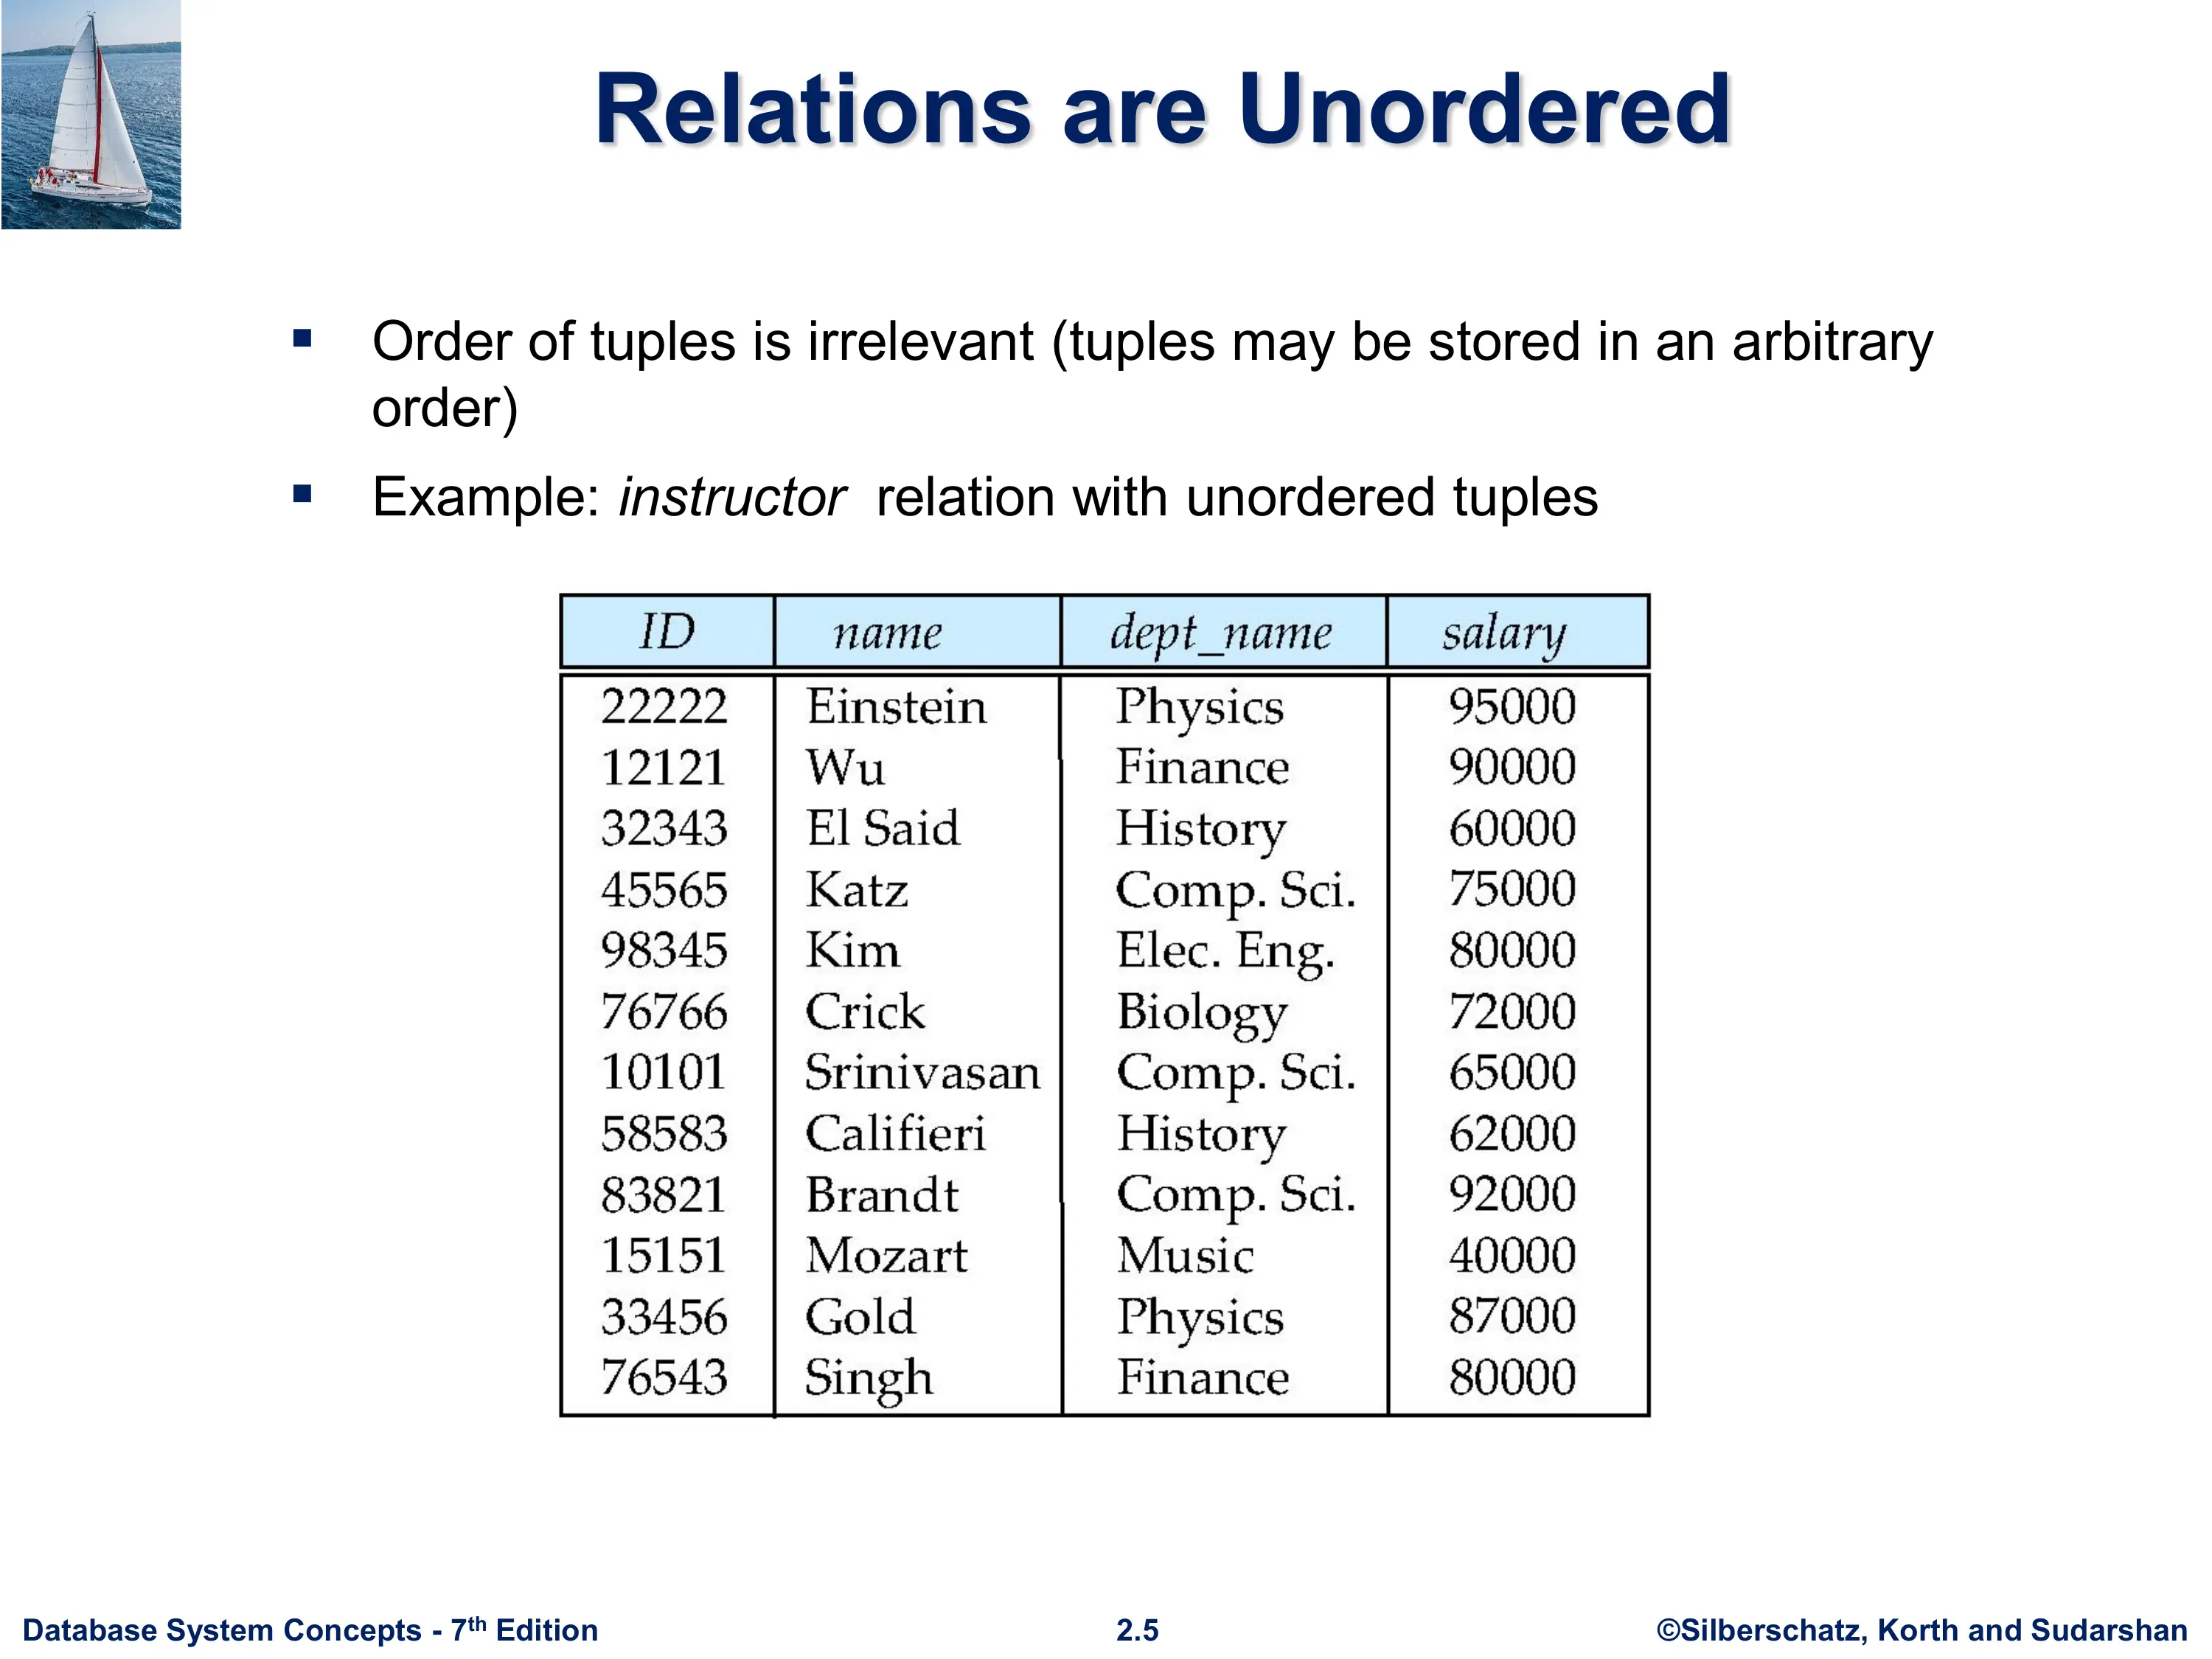 Relations are Unordered
▪ Order of tuples is irrelevant (tuples may be stored in an arbitrary
order)
▪ Example: instructor relation with unordered tuples
ID name dept_name salary
22222 Einstein Physics 95000
12121 Wu Finance 90000
32343 El Said History 60000
45565 Katz Comp. Sci. 75000
98345 Kim Elec. Eng. 80000
76766 Crick Biology 72000
10101 Srinivasan Comp. Sci. 65000
58583 Califieri History 62000
83821 Brandt Comp. Sci. 92000
15151 Mozart Music 40000
33456 Gold Physics 87000
76543 Singh Finance 80000
Database System Concepts - 7th Edition 2.5 ©Silberschatz, Korth and Sudarshan